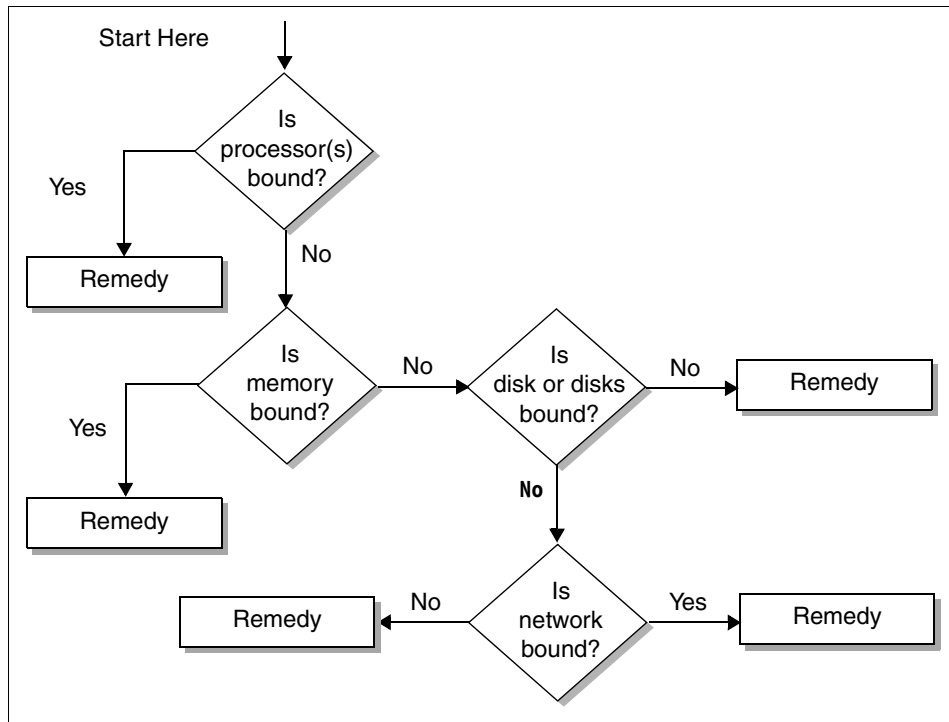 Start Here
Is
processor(s)
bound?
Yes
No
Remedy
Is
memory
bound?
No
Is
disk or disks
bound?
No
Remedy
Yes
No
Remedy
Is
network
bound?
No
Remedy
Yes
Remedy